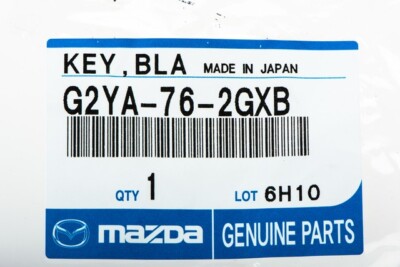 KEY, BLA MADE IN JAPAN
G2YA-76-2GXB
QTY 1 LOT 6H10
mazda GENUINE PARTS